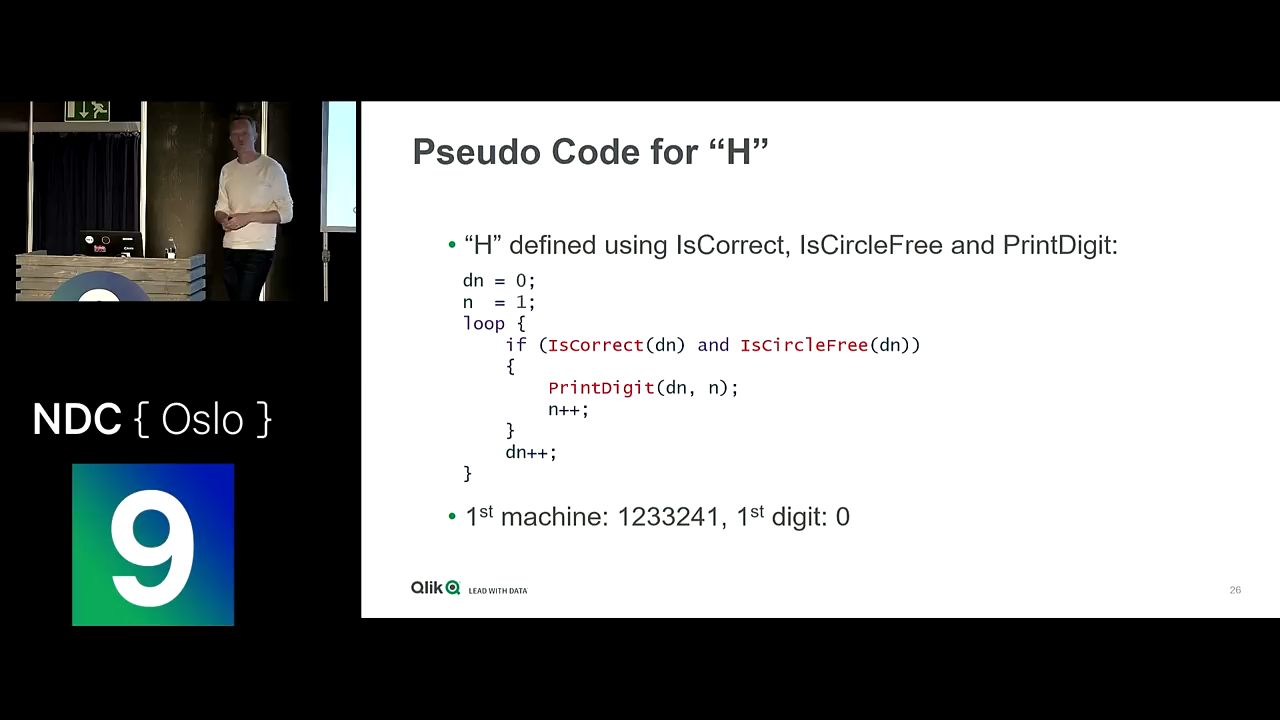 Pseudo Code for “H”
• “H” defined using IsCorrect, IsCircleFree and PrintDigit:
dn = 0;
n  = 1;
loop {
    if (IsCorrect(dn) and IsCircleFree(dn))
    {
        PrintDigit(dn, n);
        n++;
    }
    dn++;
}
• 1st machine: 1233241, 1st digit: 0
Qlik LEAD WITH DATA
26
NDC { Oslo }
9